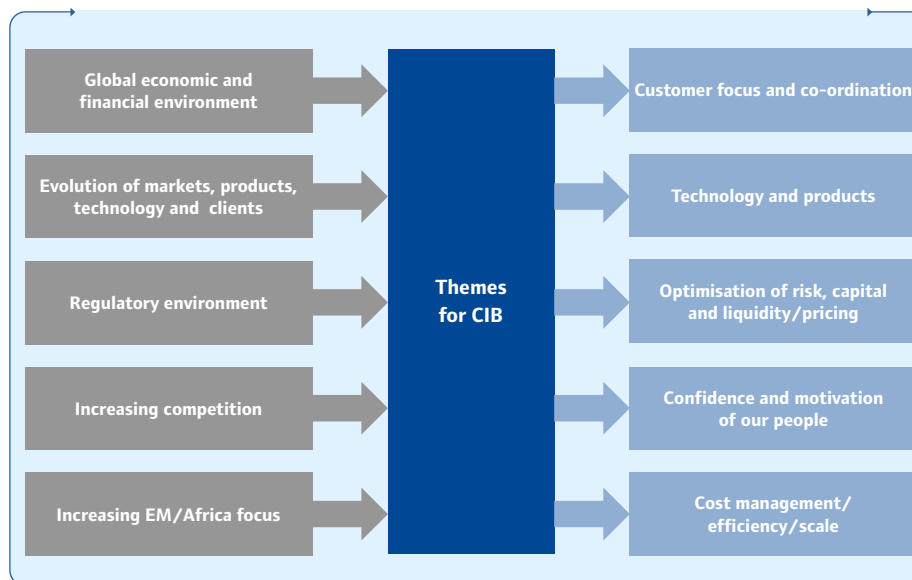 Global economic and
financial environment
Evolution of markets, products,
technology and clients
Regulatory environment
Increasing competition
Increasing EM/Africa focus
Themes
for CIB
Customer focus and co-ordination
Technology and products
Optimisation of risk, capital
and liquidity/pricing
Confidence and motivation
of our people
Cost management/
efficiency/scale